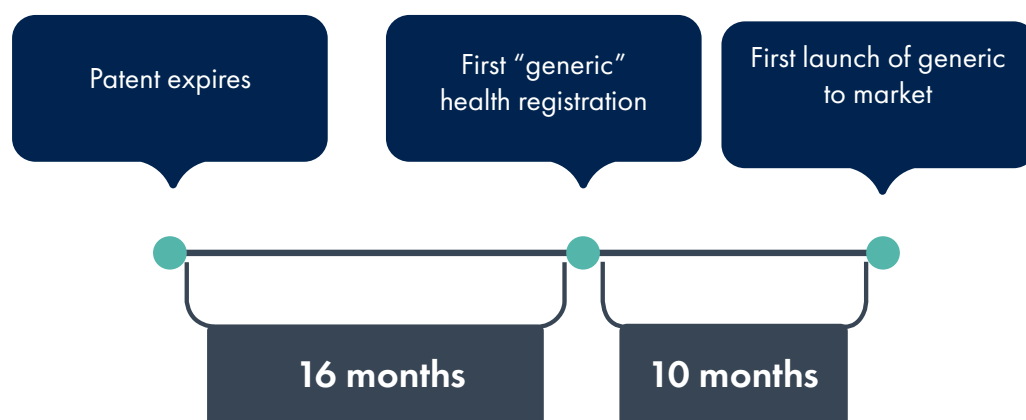 Patent expires
First “generic”
health registration
First launch of generic
to market
16 months
10 months